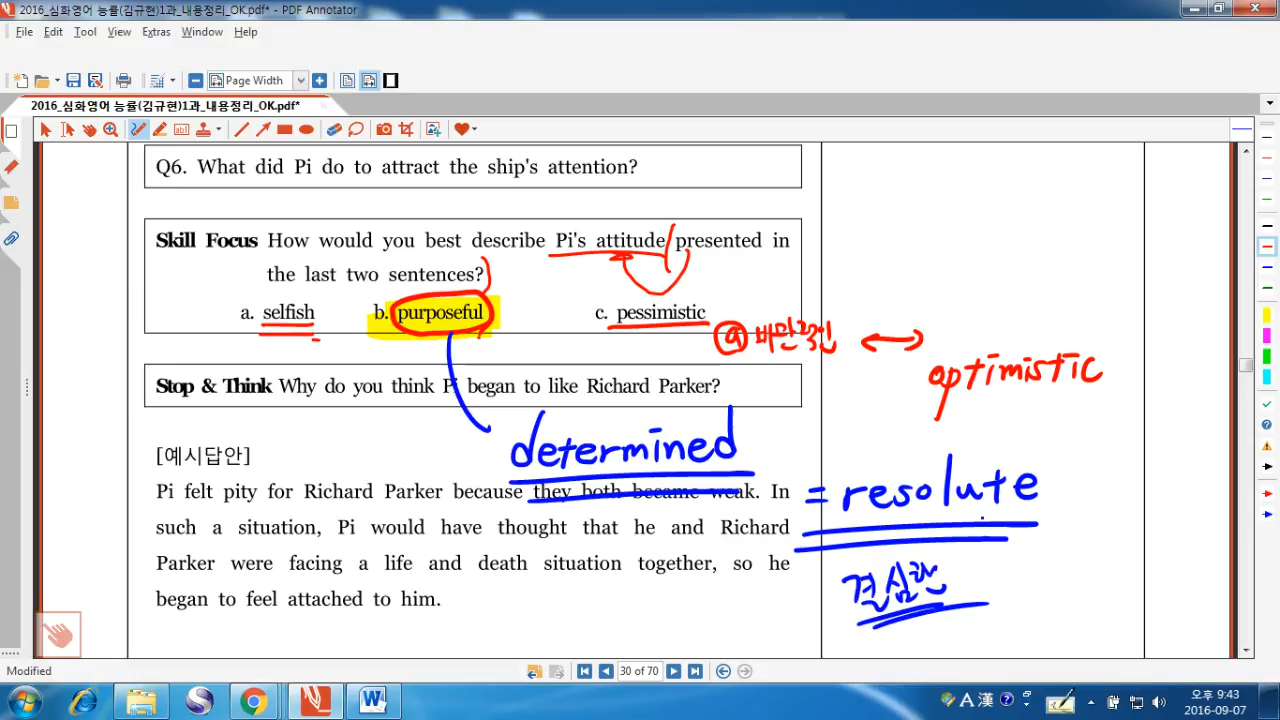 2016_심화영어 능률(김규현)1과_내용정리_OK.pdf* - PDF Annotator
File Edit Tool View Extras Window Help
Page Width
2016_심화영어 능률(김규현)1과_내용정리_OK.pdf*
Q6. What did Pi do to attract the ship's attention?
Skill Focus How would you best describe Pi's attitude presented in
the last two sentences?
a. selfish b. purposeful c. pessimistic
ⓐ 비관적인 ↔
optimistic
Stop & Think Why do you think Pi began to like Richard Parker?
determined
= resolute
결심한
[예시답안]
Pi felt pity for Richard Parker because they both became weak. In
such a situation, Pi would have thought that he and Richard
Parker were facing a life and death situation together, so he
began to feel attached to him.
Modified
30 of 70
A 漢
오후 9:43
2016-09-07